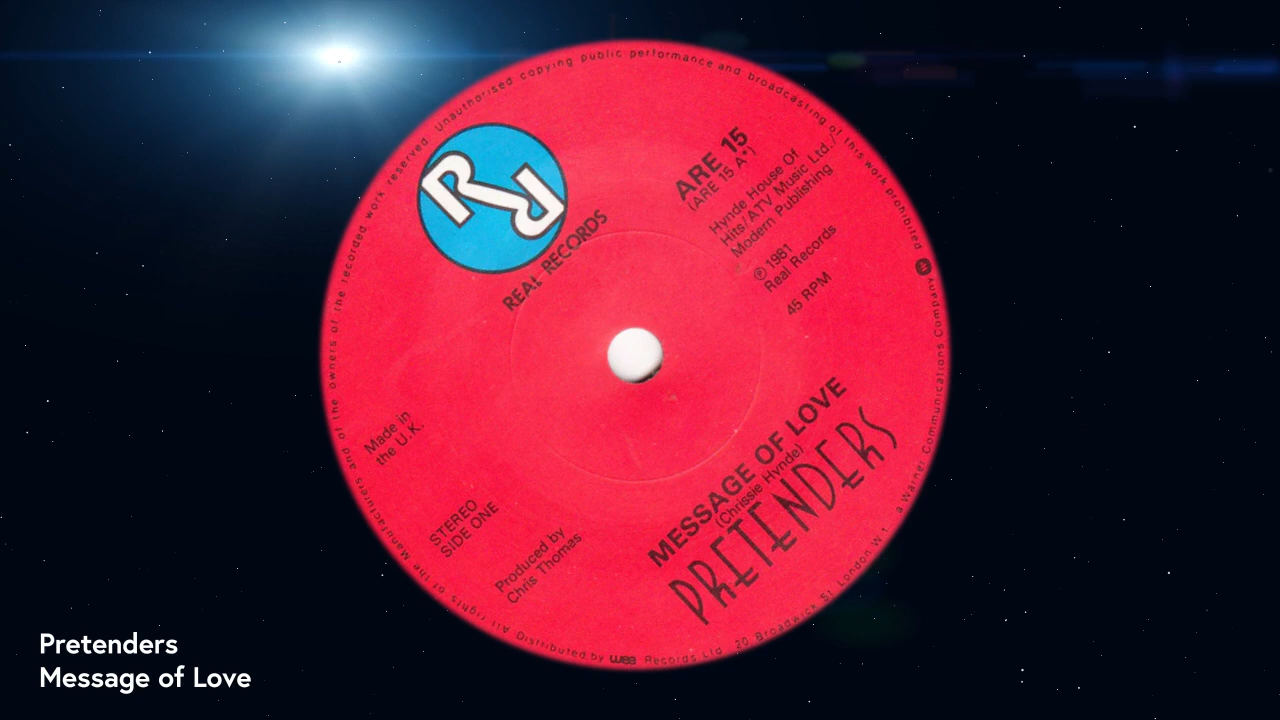 RR
REAL RECORDS
ARE 15
(ARE 15 A*)
Hynde House Of
Hits/ATV Music Ltd./
Modern Publishing
℗ 1981
Real Records
45 RPM
Made in
the U.K.
STEREO
SIDE ONE
Produced by
Chris Thomas
MESSAGE OF LOVE
(Chrissie Hynde)
PRETENDERS
All rights of the Manufacturers and of the owners of the recorded work reserved. Unauthorised copying public performance and broadcasting of this work prohibited
Distributed by wea Records Ltd. 20 Broadwick St. London W.1. a Warner Communications Company
Pretenders
Message of Love